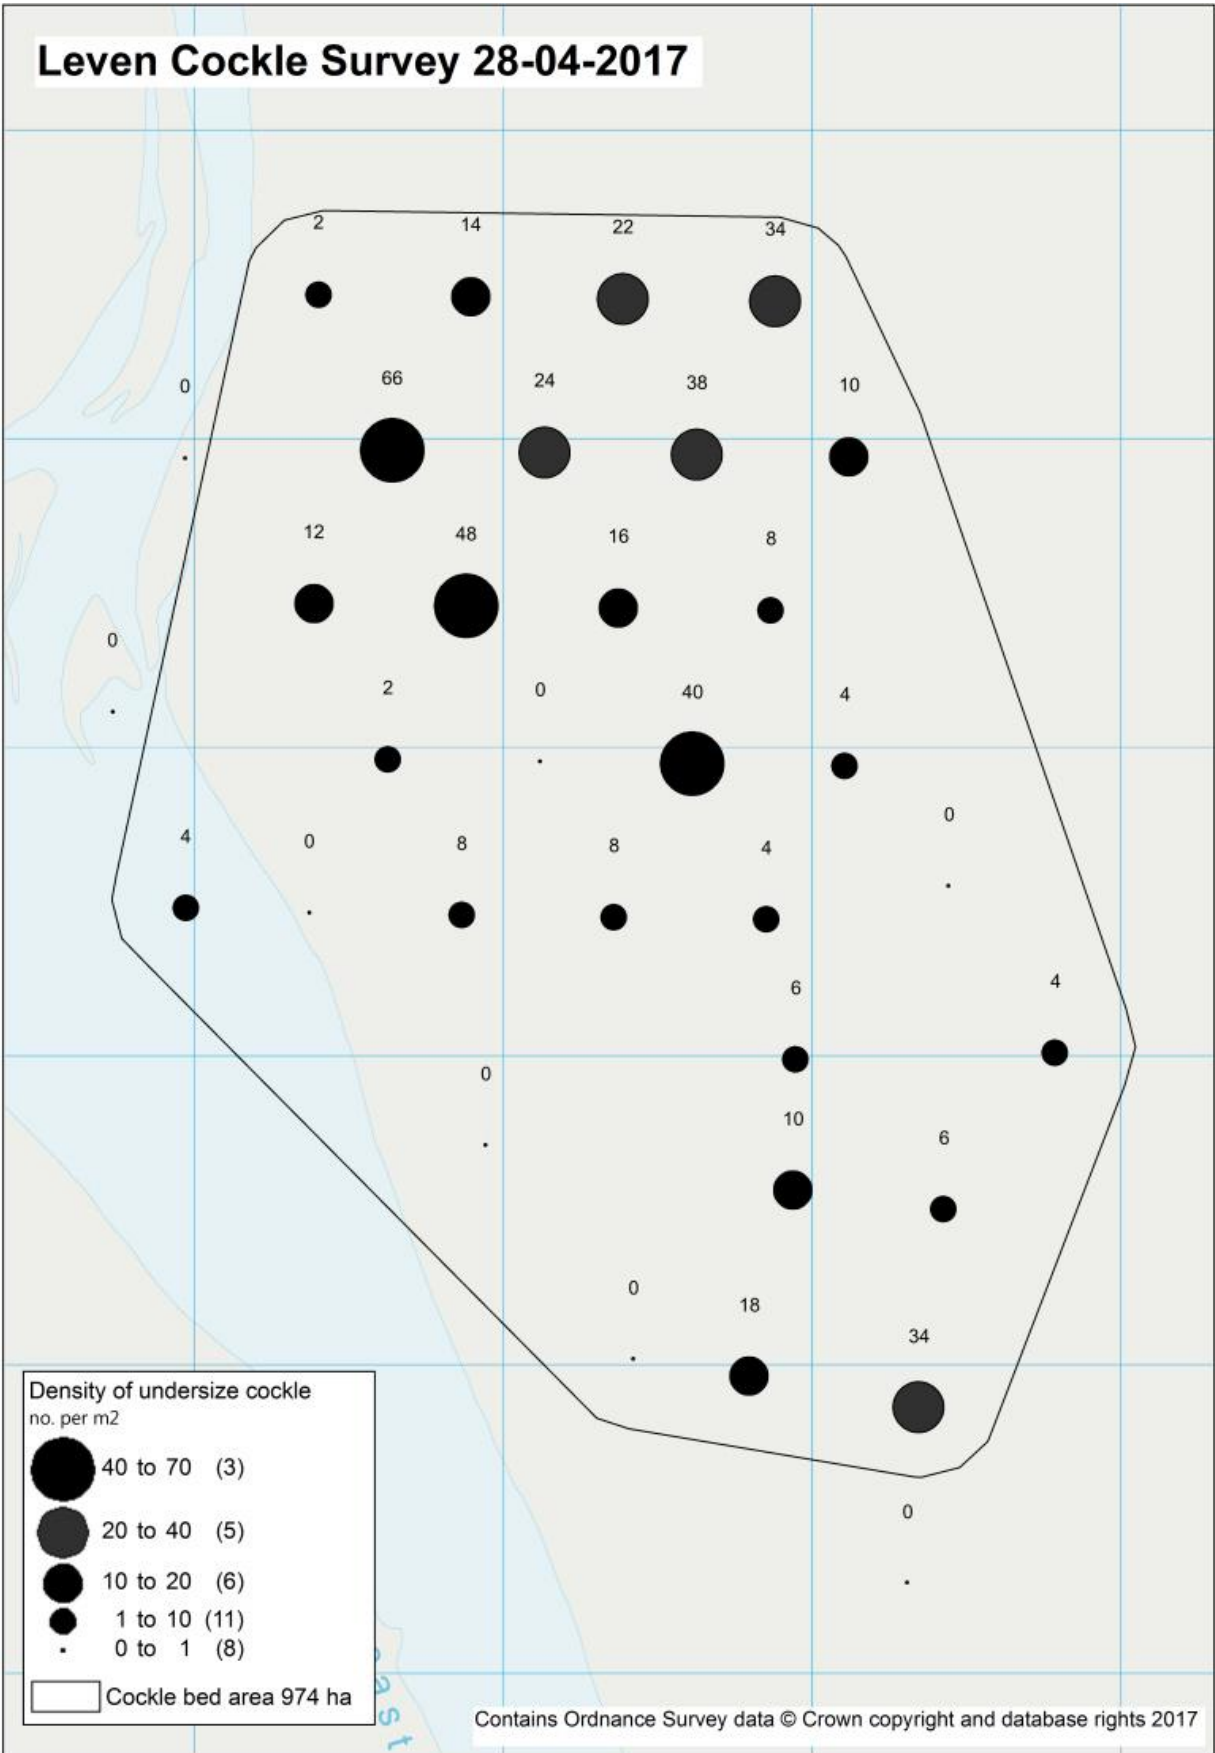 Leven Cockle Survey 28-04-2017
2 14 22 34
0 66 24 38 10
12 48 16 8
0
2 0 40 4
0
4 0 8 8 4
6 4
0
10 6
0 18
34
0
Density of undersize cockle
no. per m2
40 to 70 (3)
20 to 40 (5)
10 to 20 (6)
1 to 10 (11)
0 to 1 (8)
Cockle bed area 974 ha
ast
Contains Ordnance Survey data © Crown copyright and database rights 2017